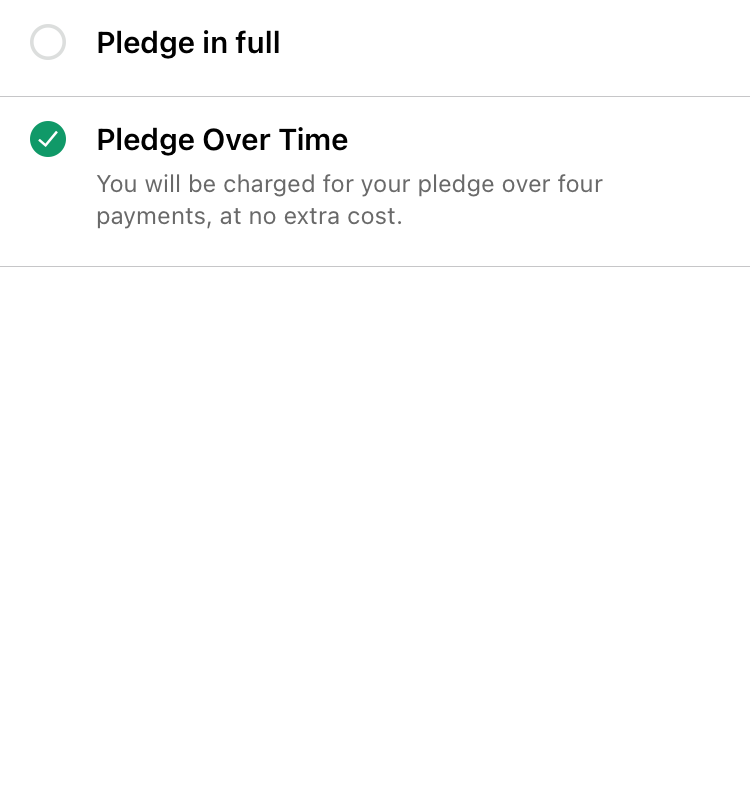 Pledge in full
Pledge Over Time
You will be charged for your pledge over four
payments, at no extra cost.